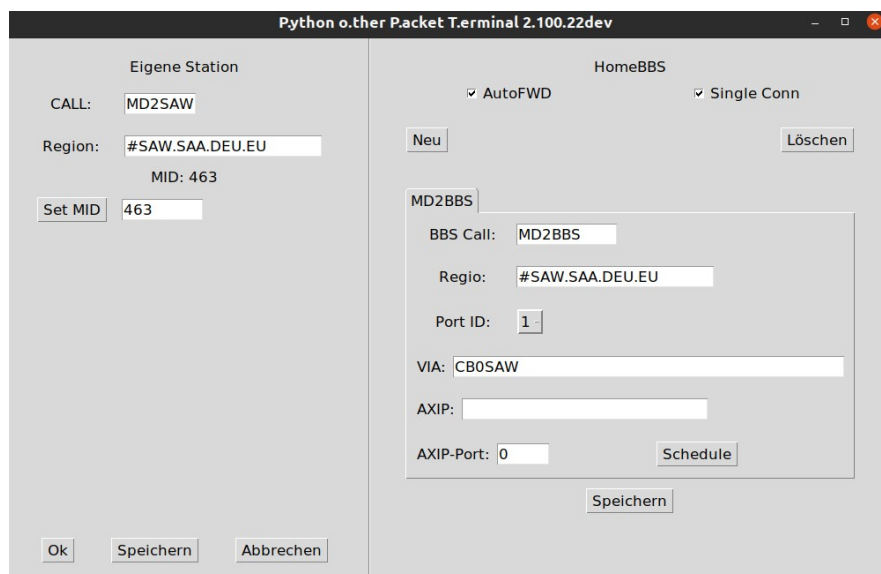 P.ython o.ther P.acket T.erminal 2.100.22dev
Eigene Station
CALL: MD2SAW
Region: #SAW.SAA.DEU.EU
MID: 463
Set MID 463
Ok Speichern Abbrechen
HomeBBS
AutoFWD Single Conn
Neu Löschen
MD2BBS
BBS Call: MD2BBS
Regio: #SAW.SAA.DEU.EU
Port ID: 1
VIA: CB0SAW
AXIP:
AXIP-Port: 0 Schedule
Speichern